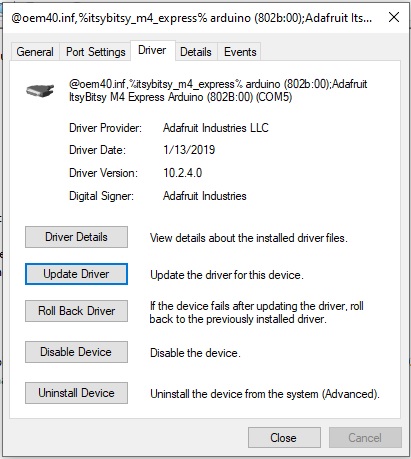 @oem40.inf,%itsybitsy_m4_express% arduino (802b:00);Adafruit Its...
General
Port Settings
Driver
Details
Events
@oem40.inf,%itsybitsy_m4_express% arduino (802b:00);Adafruit
ItsyBitsy M4 Express Arduino (802B:00) (COM5)
Driver Provider: Adafruit Industries LLC
Driver Date: 1/13/2019
Driver Version: 10.2.4.0
Digital Signer: Adafruit Industries
Driver Details
View details about the installed driver files.
Update Driver
Update the driver for this device.
Roll Back Driver
If the device fails after updating the driver, roll
back to the previously installed driver.
Disable Device
Disable the device.
Uninstall Device
Uninstall the device from the system (Advanced).
Close
Cancel